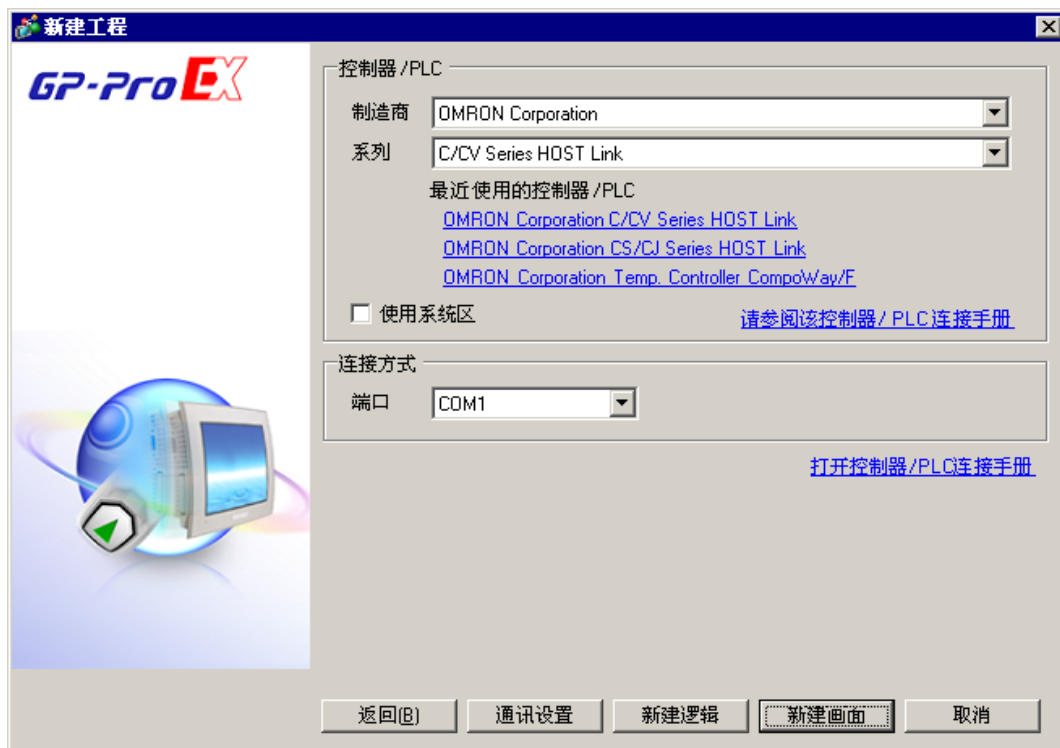 新建工程
GP-Pro EX
控制器/PLC
制造商 OMRON Corporation
系列 C/CV Series HOST Link
最近使用的控制器/PLC
OMRON Corporation C/CV Series HOST Link
OMRON Corporation CS/CJ Series HOST Link
OMRON Corporation Temp. Controller CompoWay/F
使用系统区 请参阅该控制器/ PLC 连接手册
连接方式
端口 COM1
打开控制器/PLC连接手册
返回(B) 通讯设置 新建逻辑 新建画面 取消